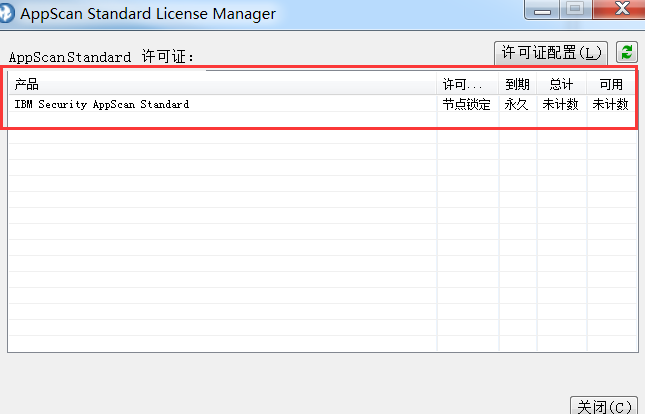 AppScan Standard License Manager
AppScanStandard 许可证: 许可证配置(L)
产品 许可... 到期 总计 可用
IBM Security AppScan Standard 节点锁定 永久 未计数 未计数
关闭(C)